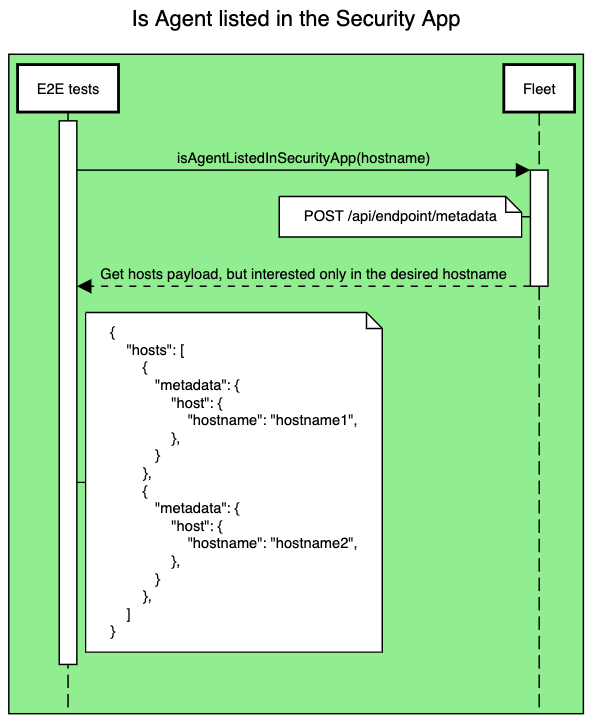 Is Agent listed in the Security App
E2E tests
Fleet
isAgentListedInSecurityApp(hostname)
POST /api/endpoint/metadata
Get hosts payload, but interested only in the desired hostname
{
"hosts": [
{
"metadata": {
"host": {
"hostname": "hostname1",
},
}
},
{
"metadata": {
"host": {
"hostname": "hostname2",
},
}
},
]
}